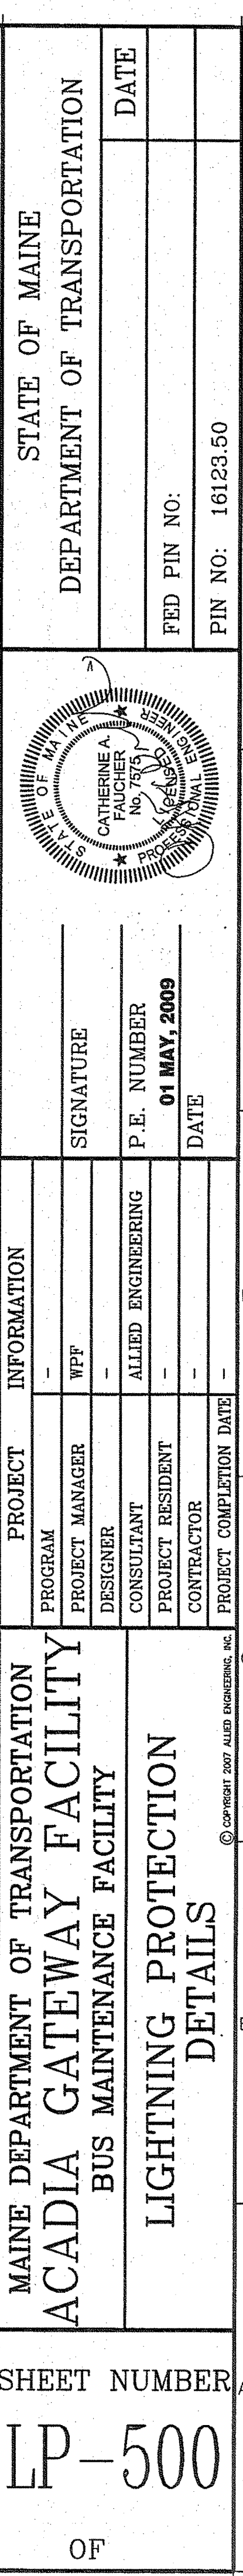 STATE OF MAINE
DEPARTMENT OF TRANSPORTATION
DATE
FED PIN NO:
PIN NO: 16123.50
STATE OF MAINE
CATHERINE A.
FAUCHER
No. 7575
LICENSED
PROFESSIONAL ENGINEER
SIGNATURE
P.E. NUMBER
01 MAY, 2009
DATE
PROJECT INFORMATION
PROGRAM -
PROJECT MANAGER WPF
DESIGNER -
CONSULTANT ALLIED ENGINEERING
PROJECT RESIDENT -
CONTRACTOR -
PROJECT COMPLETION DATE -
MAINE DEPARTMENT OF TRANSPORTATION
ACADIA GATEWAY FACILITY
BUS MAINTENANCE FACILITY
LIGHTNING PROTECTION
DETAILS
© COPYRIGHT 2007 ALLIED ENGINEERING, INC.
SHEET NUMBER
LP-500
OF